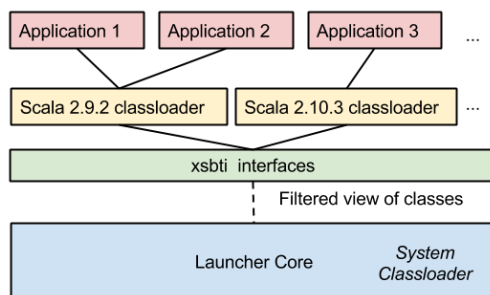 Application 1
Application 2
Application 3
...
Scala 2.9.2 classloader
Scala 2.10.3 classloader
...
xsbti interfaces
Filtered view of classes
Launcher Core
System
Classloader